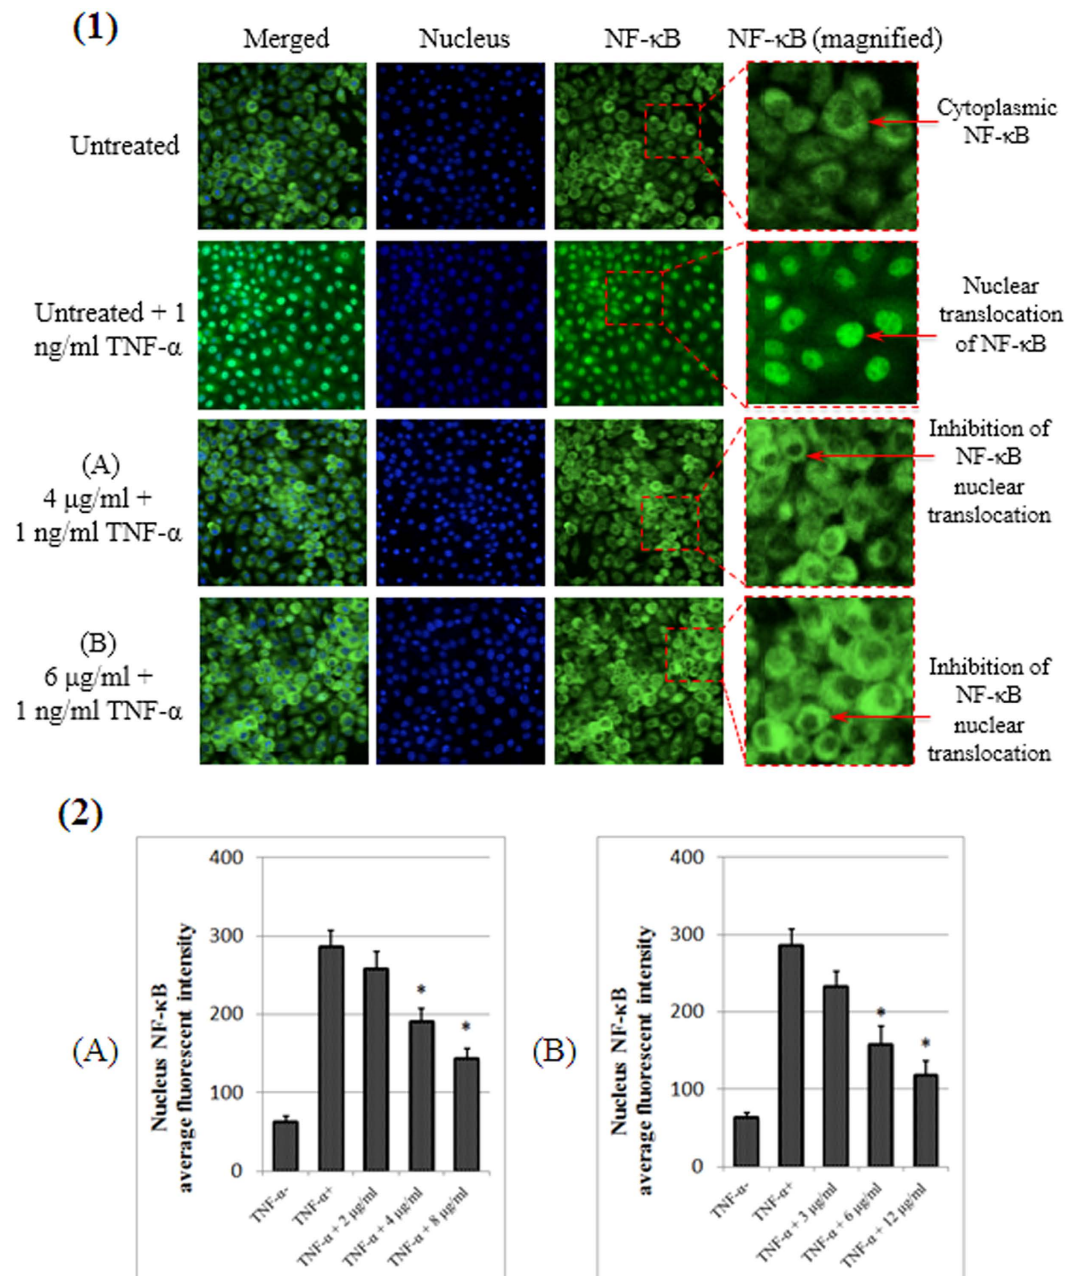 (1)
Merged Nucleus NF-κB NF-κB (magnified)
Untreated
Cytoplasmic
NF-κB
Untreated + 1
ng/ml TNF-α
Nuclear
translocation
of NF-κB
(A)
4 μg/ml +
1 ng/ml TNF-α
Inhibition of
NF-κB
nuclear
translocation
(B)
6 μg/ml +
1 ng/ml TNF-α
Inhibition of
NF-κB
nuclear
translocation
(2)
(A)
Nucleus NF-κB
average fluorescent intensity
400
300
200
100
0
*
*
TNF-α-
TNF-α+
TNF-α + 2 μg/ml
TNF-α + 4 μg/ml
TNF-α + 8 μg/ml
(B)
Nucleus NF-κB
average fluorescent intensity
400
300
200
100
0
*
*
TNF-α-
TNF-α+
TNF-α + 3 μg/ml
TNF-α + 6 μg/ml
TNF-α + 12 μg/ml